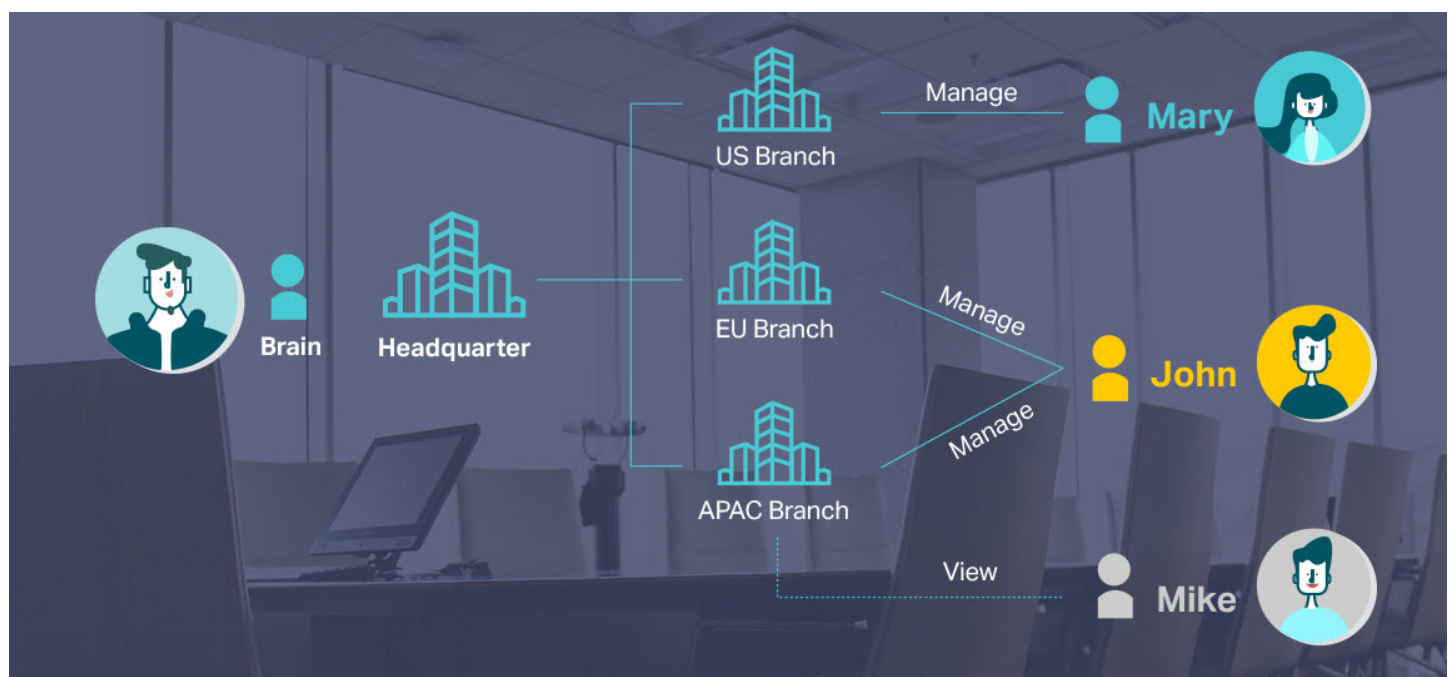 US Branch
Manage
Mary
Brain
Headquarter
EU Branch
Manage
John
Manage
APAC Branch
View
Mike